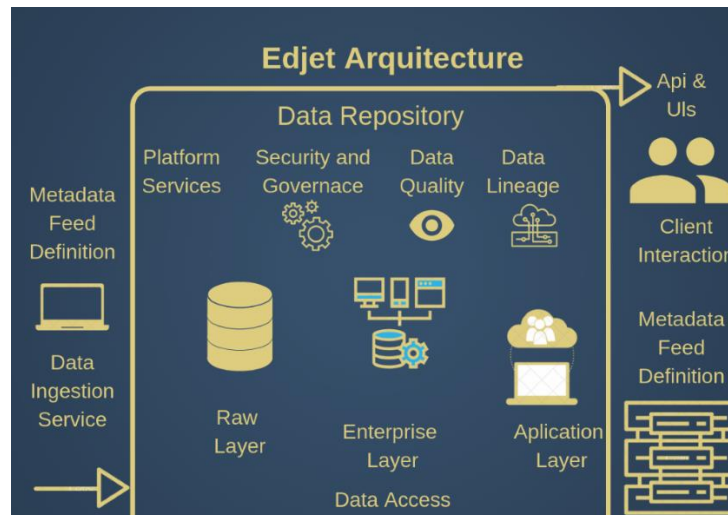 Edjet Arquitecture
Data Repository
Platform
Services
Security and
Governace
Data
Quality
Data
Lineage
Metadata
Feed
Definition
Data
Ingestion
Service
Raw
Layer
Enterprise
Layer
Aplication
Layer
Data Access
Api &
UIs
Client
Interaction
Metadata
Feed
Definition